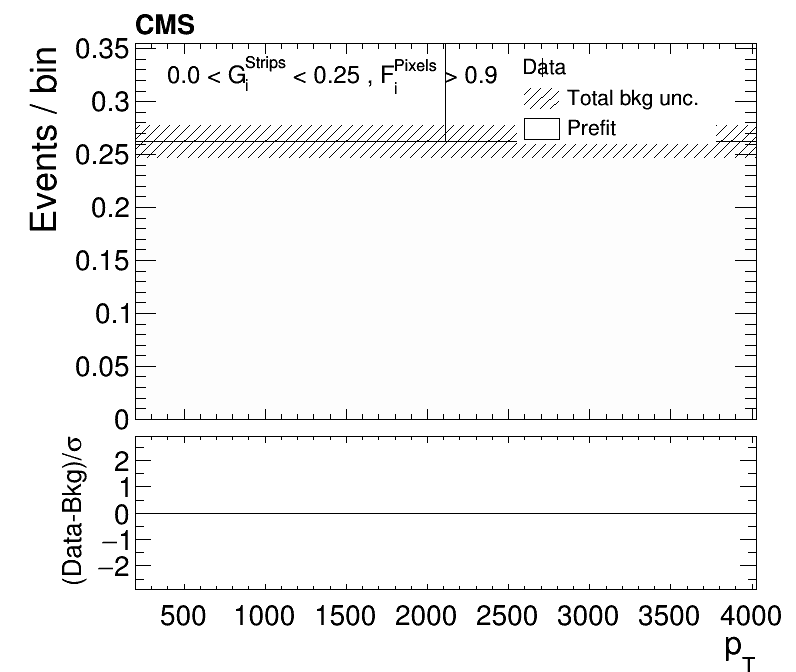 CMS
0.35
0.3
0.25
0.2
0.15
0.1
0.05
0
Events / bin
0.0 < G_i^Strips < 0.25 , F_i^Pixels > 0.9
Data
Total bkg unc.
Prefit
2
1
0
−1
−2
(Data-Bkg)/σ
500 1000 1500 2000 2500 3000 3500 4000
p_T